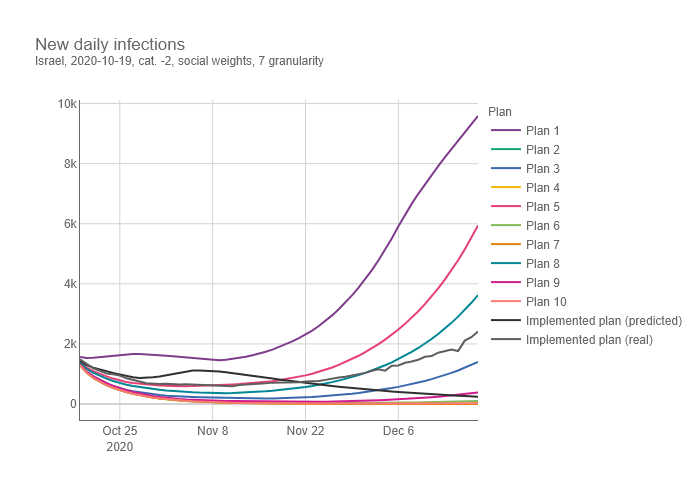 New daily infections
Israel, 2020-10-19, cat. -2, social weights, 7 granularity
10k
8k
6k
4k
2k
0
Oct 25
2020
Nov 8
Nov 22
Dec 6
Plan
Plan 1
Plan 2
Plan 3
Plan 4
Plan 5
Plan 6
Plan 7
Plan 8
Plan 9
Plan 10
Implemented plan (predicted)
Implemented plan (real)